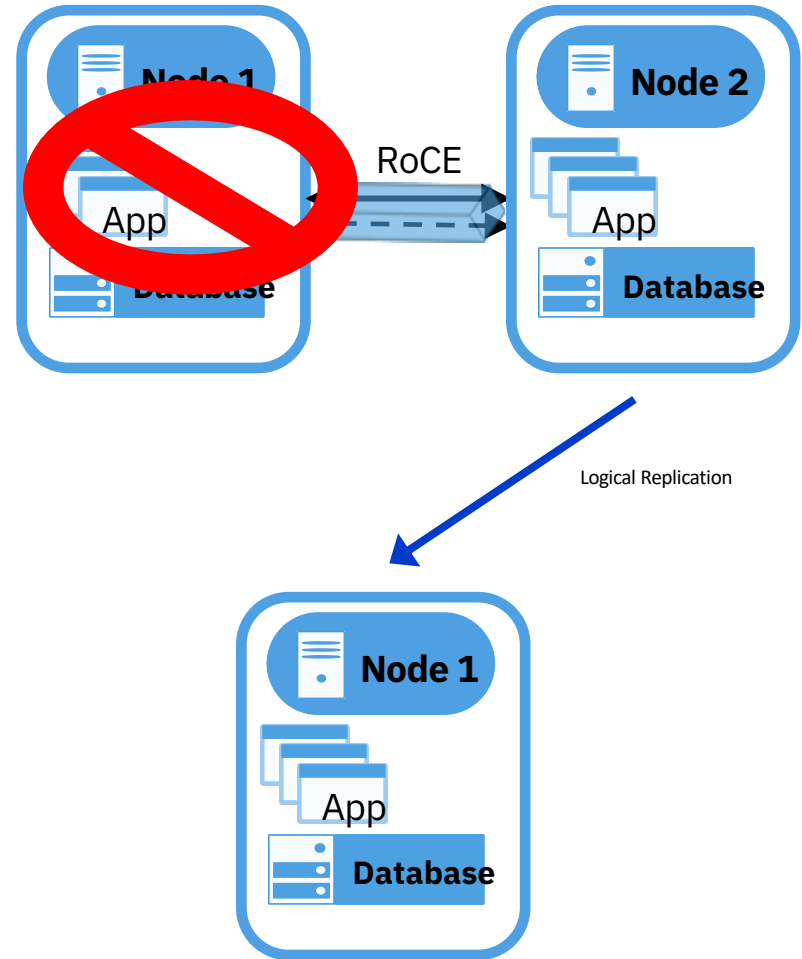 Node 1
Node 2
RoCE
App
App
Database
Database
Logical Replication
Node 1
App
Database